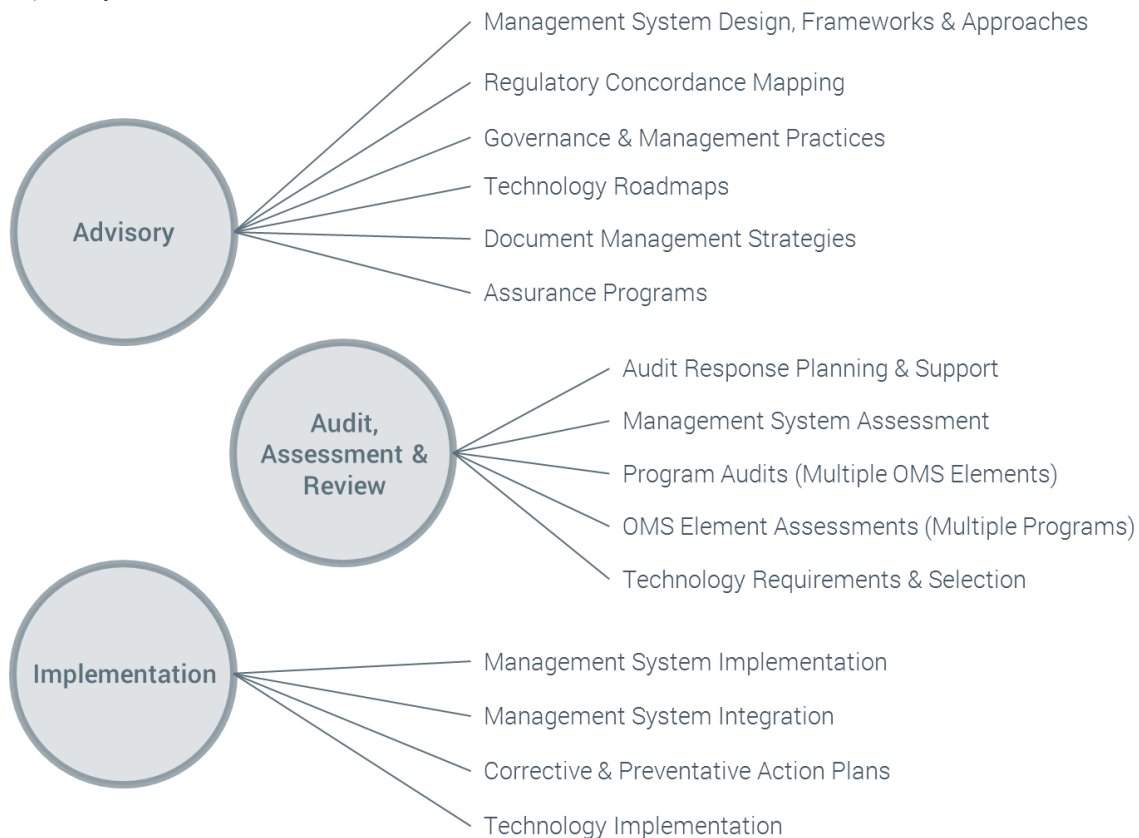 Management System Design, Frameworks & Approaches
Regulatory Concordance Mapping
Governance & Management Practices
Technology Roadmaps
Advisory
Document Management Strategies
Assurance Programs
Audit Response Planning & Support
Audit,
Assessment &
Review
Management System Assessment
Program Audits (Multiple OMS Elements)
OMS Element Assessments (Multiple Programs)
Technology Requirements & Selection
Implementation
Management System Implementation
Management System Integration
Corrective & Preventative Action Plans
Technology Implementation